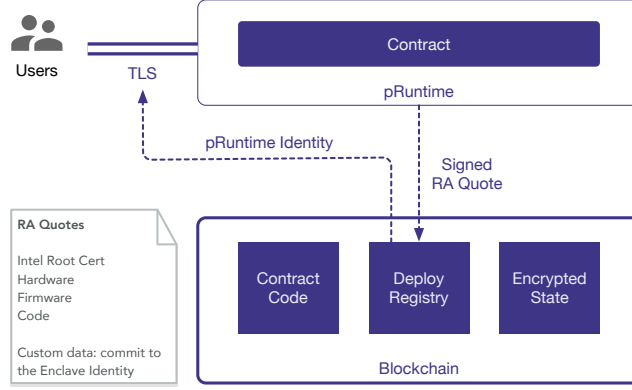 Contract
Users
TLS
pRuntime
pRuntime Identity
Signed
RA Quote
RA Quotes
Intel Root Cert
Hardware
Firmware
Code
Custom data: commit to
the Enclave Identity
Contract
Code
Deploy
Registry
Encrypted
State
Blockchain